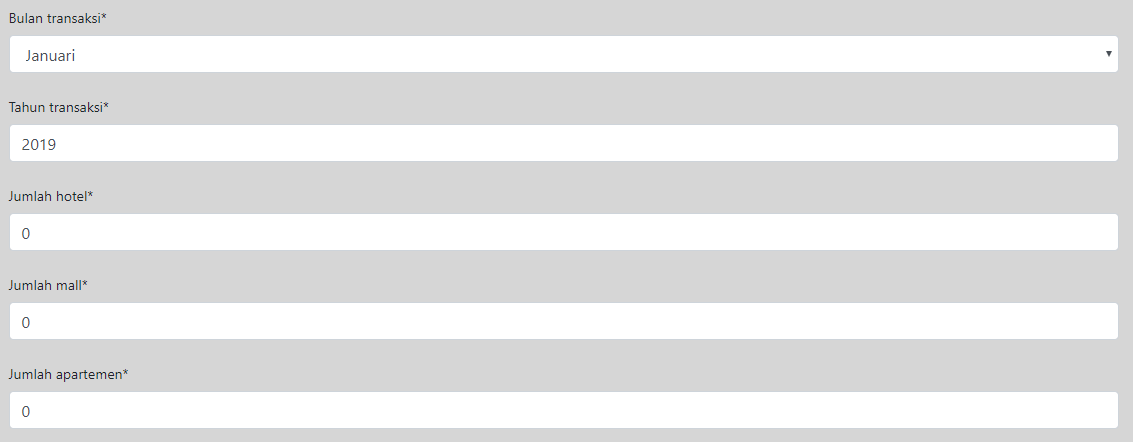 Bulan transaksi*
Januari
Tahun transaksi*
2019
Jumlah hotel*
0
Jumlah mall*
0
Jumlah apartemen*
0